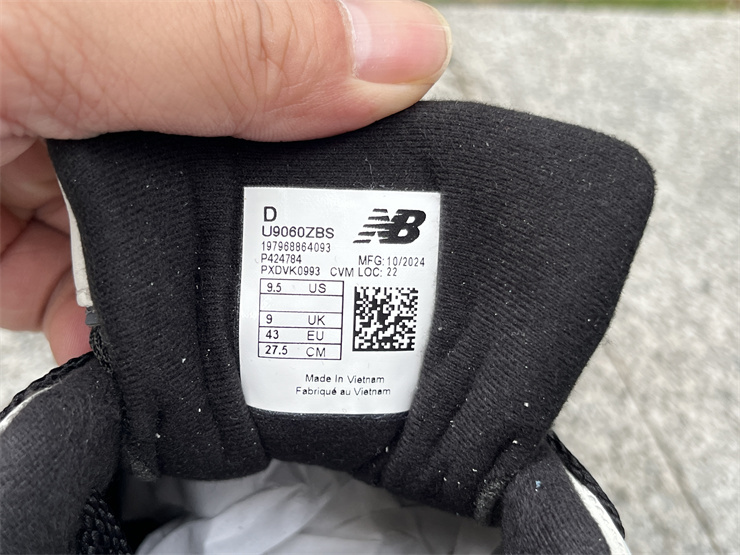 D
NB
U9060ZBS
197968864093
P424784 MFG: 10/2024
PXDVK0993 CVM LOC: 22
9.5 US
9 UK
43 EU
27.5 CM
Made In Vietnam
Fabriqué au Vietnam